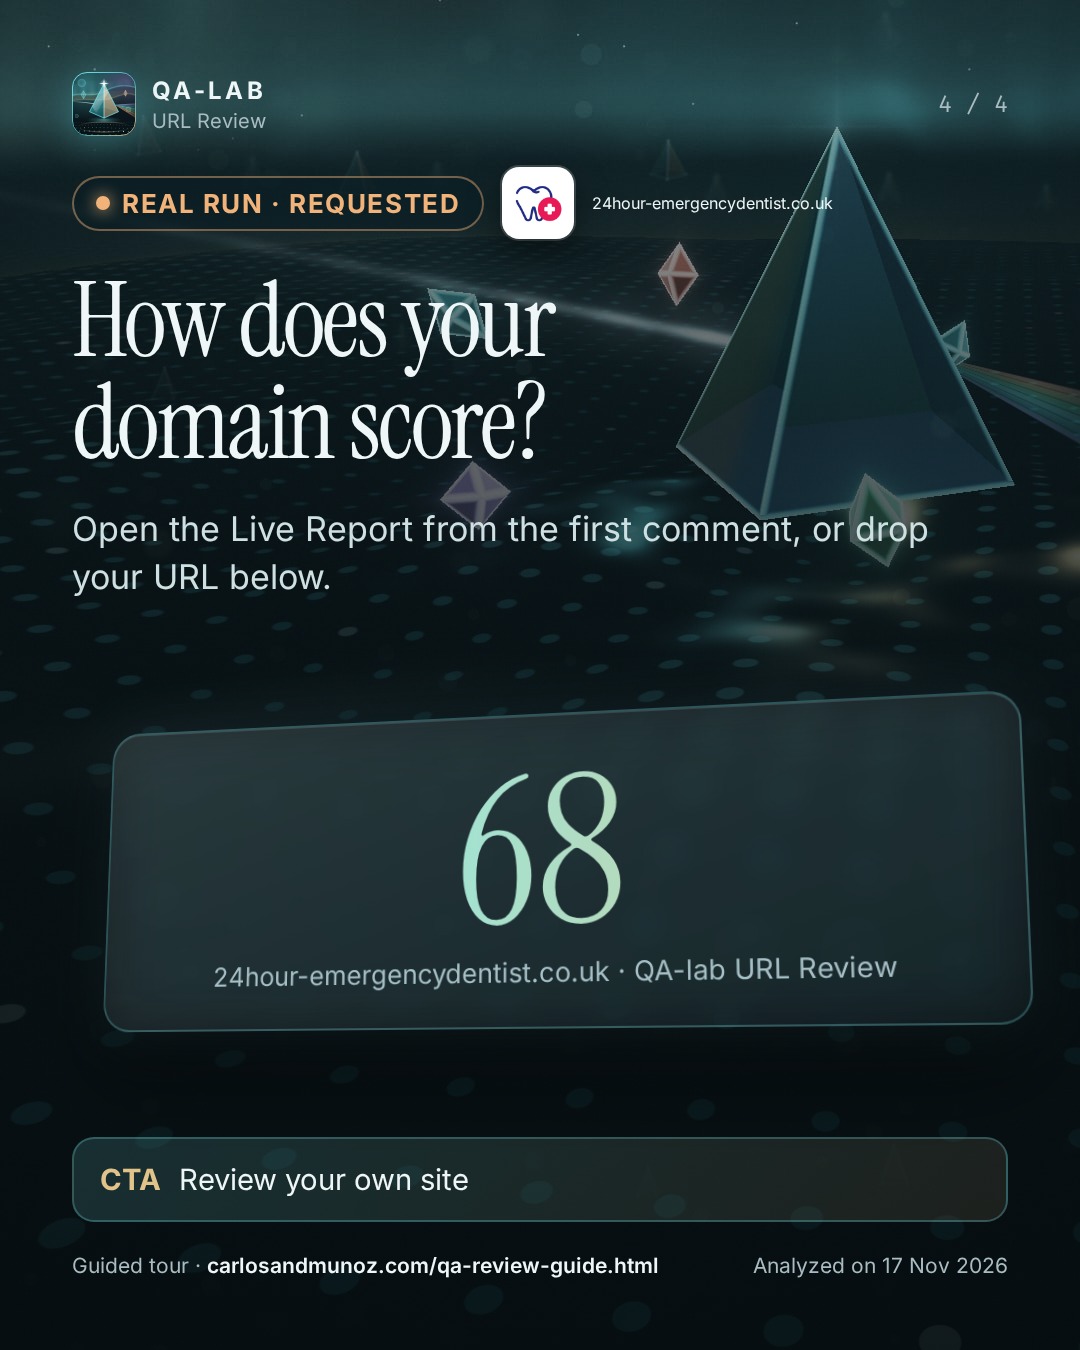 QA-LAB
URL Review
4 / 4
REAL RUN · REQUESTED
24hour-emergencydentist.co.uk
How does your
domain score?
Open the Live Report from the first comment, or drop
your URL below.
68
24hour-emergencydentist.co.uk · QA-lab URL Review
CTA Review your own site
Guided tour · carlosandmunoz.com/qa-review-guide.html
Analyzed on 17 Nov 2026